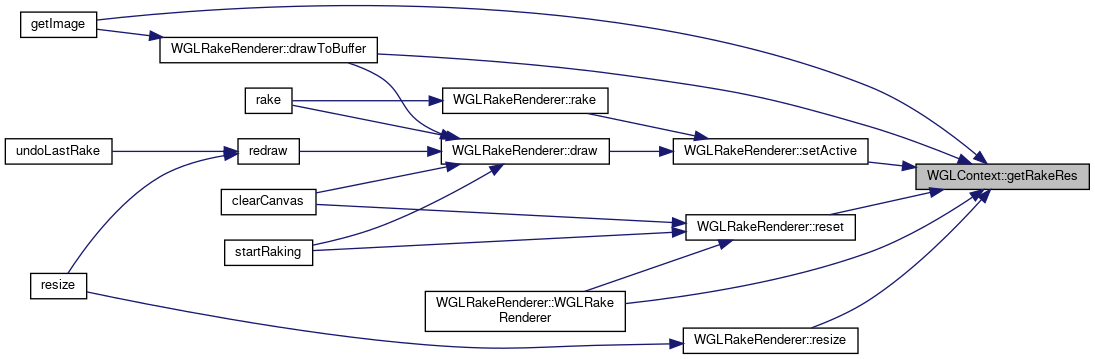 getImage
WGLRakeRenderer::drawToBuffer
rake
WGLRakeRenderer::rake
undoLastRake
redraw
WGLRakeRenderer::draw
WGLRakeRenderer::setActive
WGLContext::getRakeRes
clearCanvas
WGLRakeRenderer::reset
startRaking
resize
WGLRakeRenderer::WGLRake
Renderer
WGLRakeRenderer::resize